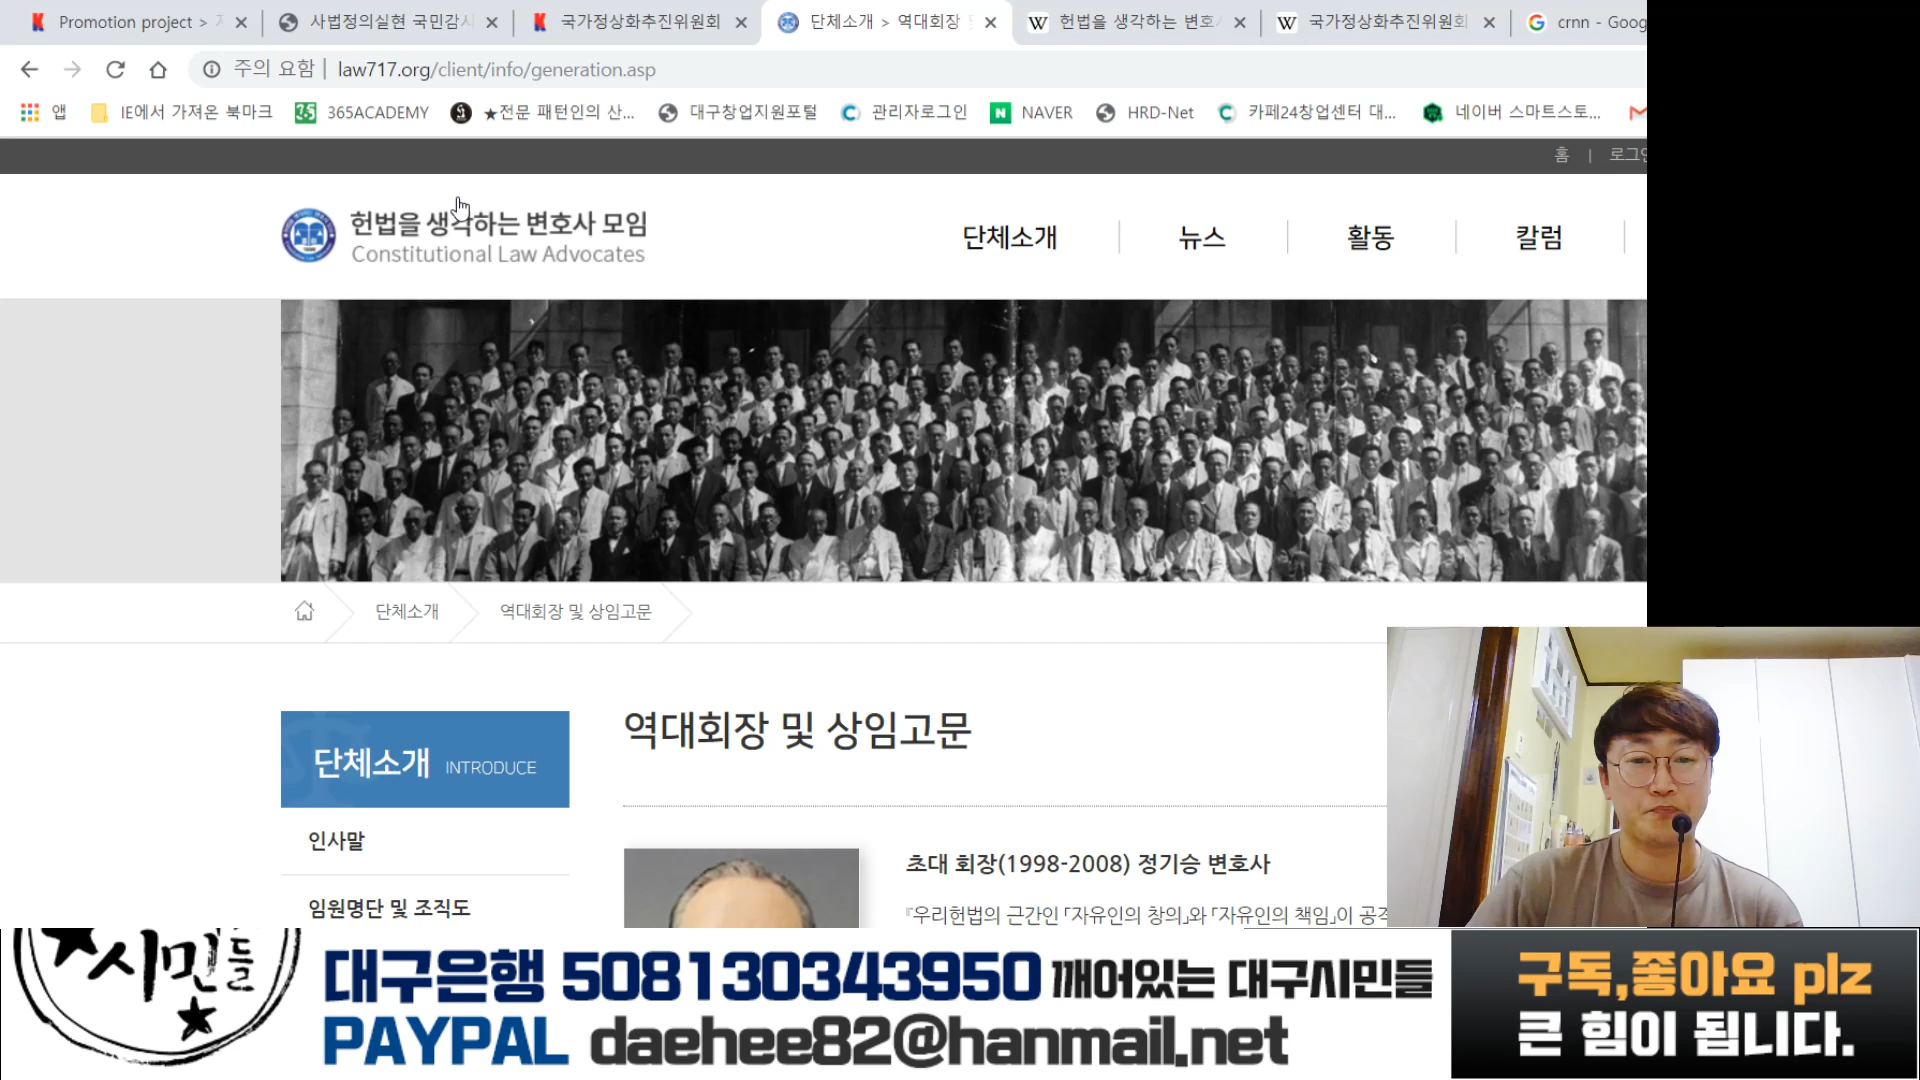 Promotion project >
사법정의실현 국민감시
국가정상화추진위원회
단체소개 > 역대회장
헌법을 생각하는 변호사
국가정상화추진위원회
crnn - Goog
주의 요함 | law717.org/client/info/generation.asp
앱
IE에서 가져온 북마크
365ACADEMY
★전문 패턴인의 산...
대구창업지원포털
관리자로그인
NAVER
HRD-Net
카페24창업센터 대...
네이버 스마트스토...
홈 | 로그인
헌법을 생각하는 변호사 모임
Constitutional Law Advocates
단체소개
뉴스
활동
칼럼
단체소개
역대회장 및 상임고문
단체소개 INTRODUCE
인사말
임원명단 및 조직도
역대회장 및 상임고문
초대 회장(1998-2008) 정기승 변호사
『우리헌법의 근간인 「자유인의 창의」와 「자유인의 책임」이 공격
시민들
대구은행 508130343950 깨어있는 대구시민들
PAYPAL daehee82@hanmail.net
구독,좋아요 plz
큰 힘이 됩니다.